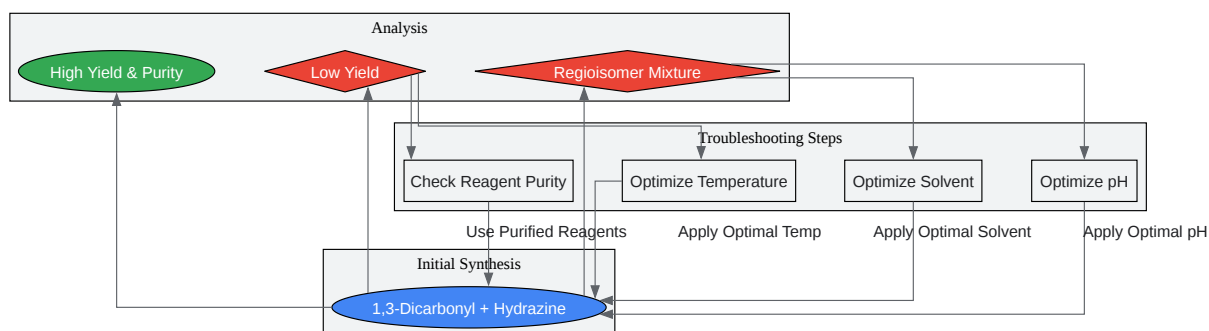 Analysis
High Yield & Purity
Low Yield
Regioisomer Mixture
Troubleshooting Steps
Check Reagent Purity
Optimize Temperature
Optimize Solvent
Optimize pH
Use Purified Reagents
Apply Optimal Temp
Apply Optimal Solvent
Apply Optimal pH
Initial Synthesis
1,3-Dicarbonyl + Hydrazine